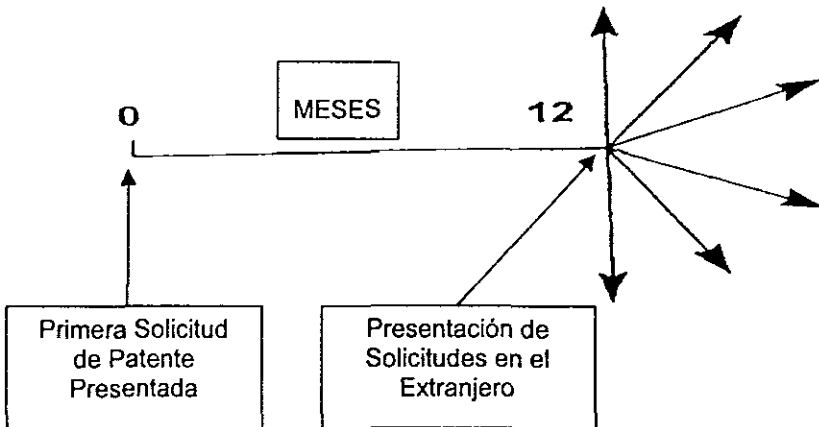 0
MESES
12
Primera Solicitud
de Patente
Presentada
Presentación de
Solicitudes en el
Extranjero